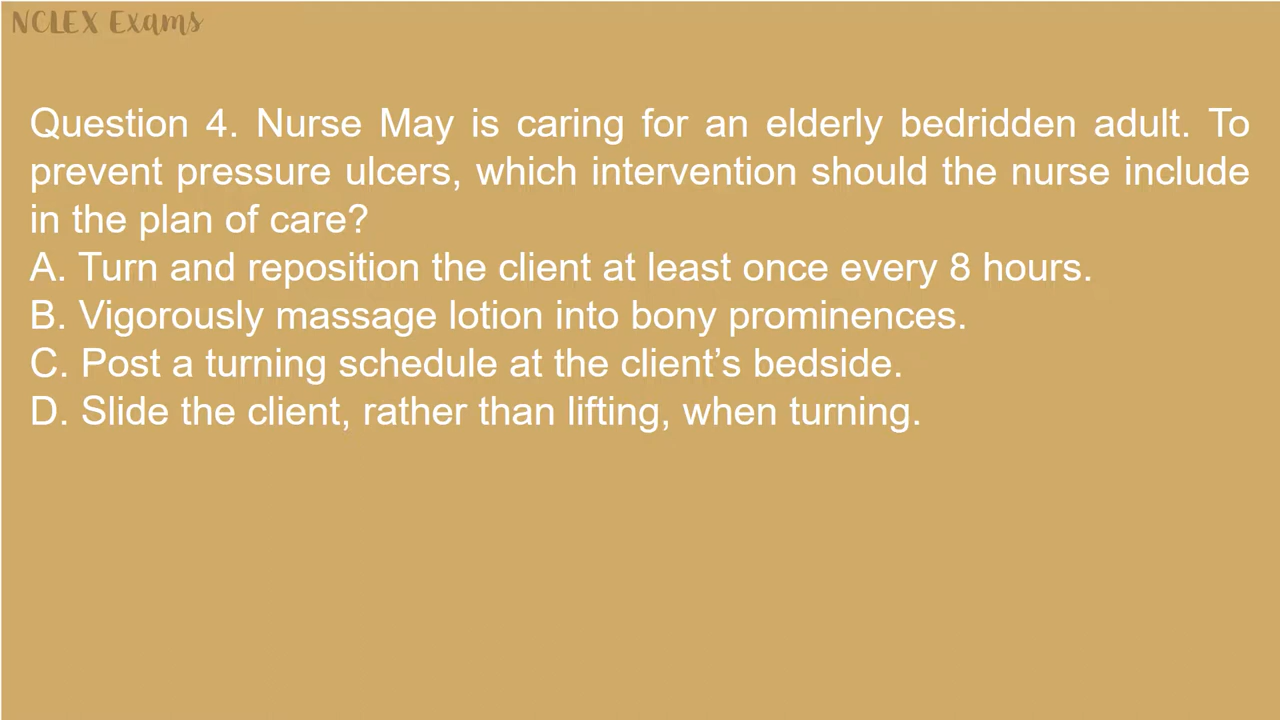 NCLEX Exams
Question 4. Nurse May is caring for an elderly bedridden adult. To
prevent pressure ulcers, which intervention should the nurse include
in the plan of care?
A. Turn and reposition the client at least once every 8 hours.
B. Vigorously massage lotion into bony prominences.
C. Post a turning schedule at the client’s bedside.
D. Slide the client, rather than lifting, when turning.